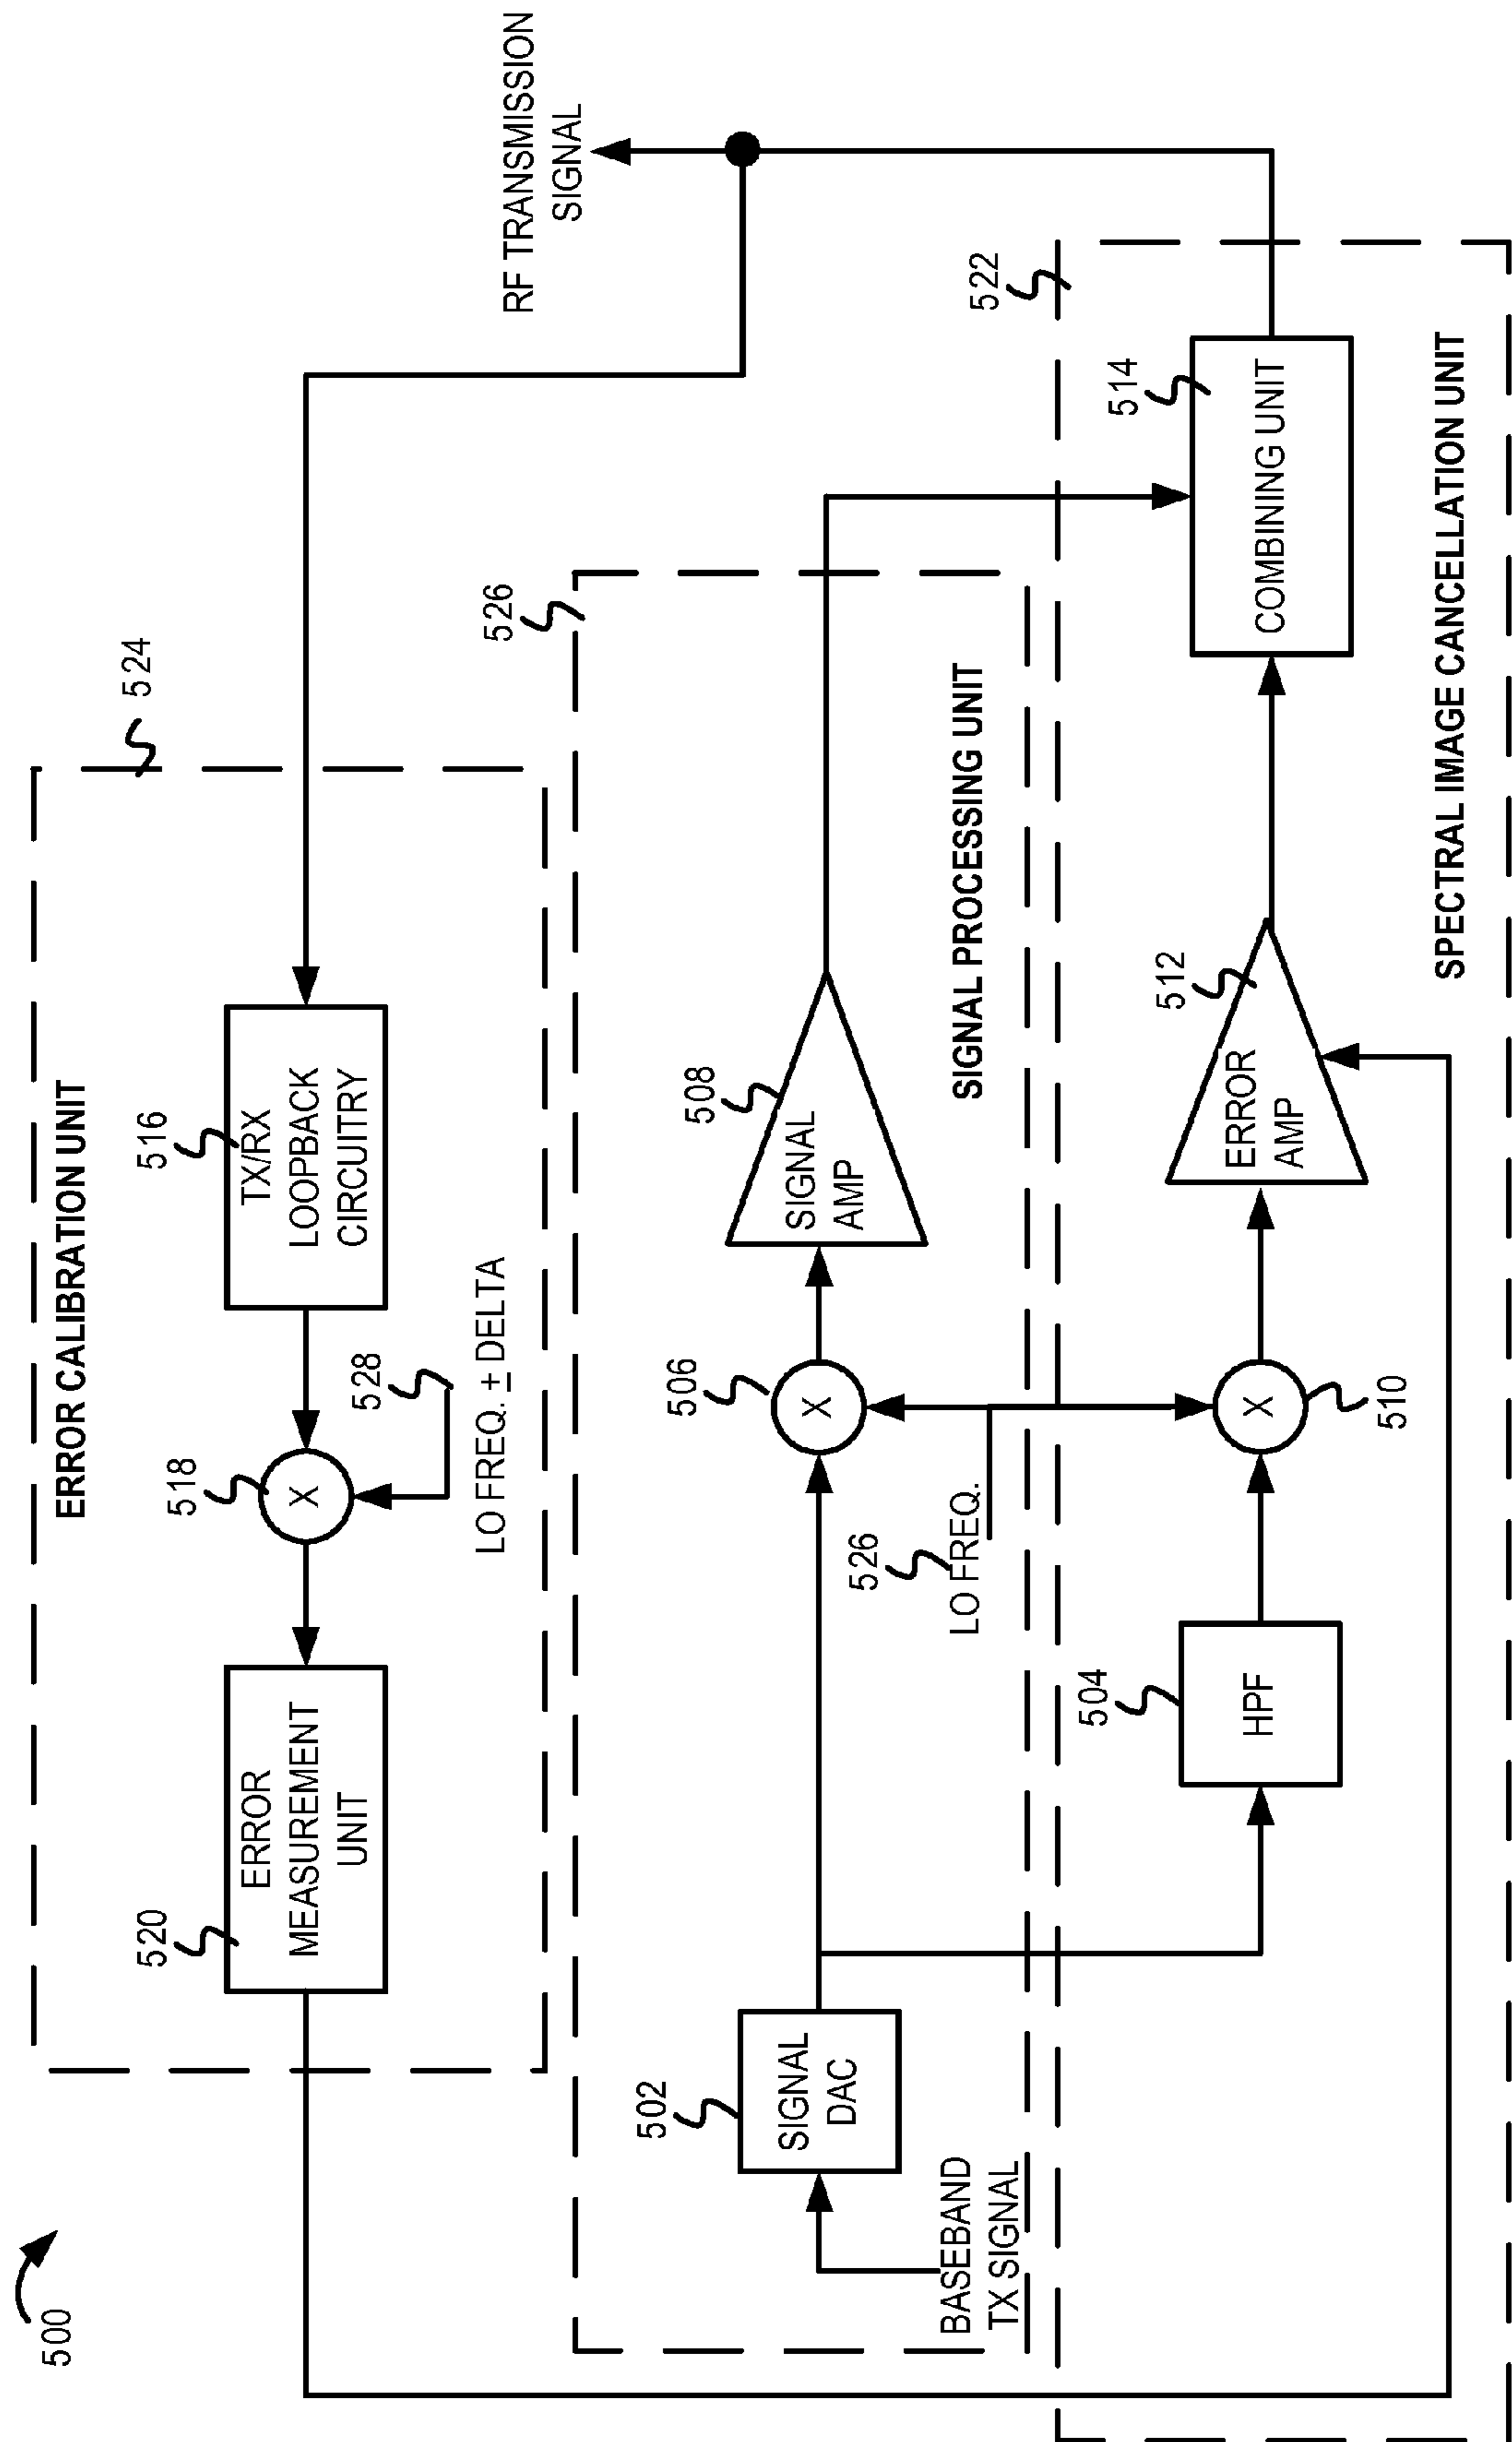 500
ERROR CALIBRATION UNIT
524
520
ERROR
MEASUREMENT
UNIT
518
X
528
LO FREQ. ± DELTA
516
TX/RX
LOOPBACK
CIRCUITRY
RF TRANSMISSION
SIGNAL
526
502
SIGNAL
DAC
BASEBAND
TX SIGNAL
506
X
526
LO FREQ.
508
SIGNAL
AMP
SIGNAL PROCESSING UNIT
522
504
HPF
X
510
512
ERROR
AMP
514
COMBINING UNIT
SPECTRAL IMAGE CANCELLATION UNIT